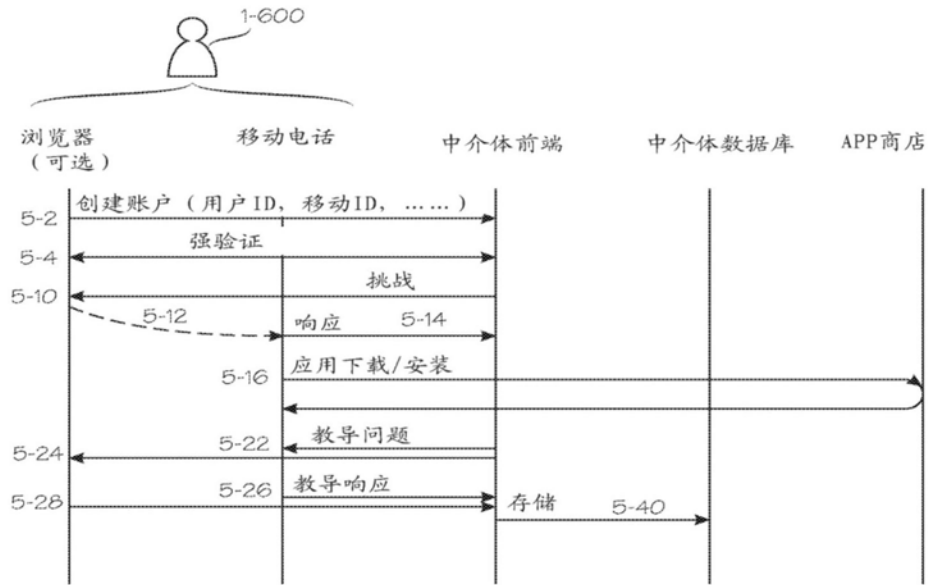 1-600
浏览器
(可选)
移动电话
中介体前端
中介体数据库
APP商店
创建账户(用户ID, 移动ID, ……)
5-2
强验证
5-4
挑战
5-10
5-12
响应 5-14
5-16 应用下载/安装
5-22 教导问题
5-24
5-26 教导响应
5-28
存储 5-40